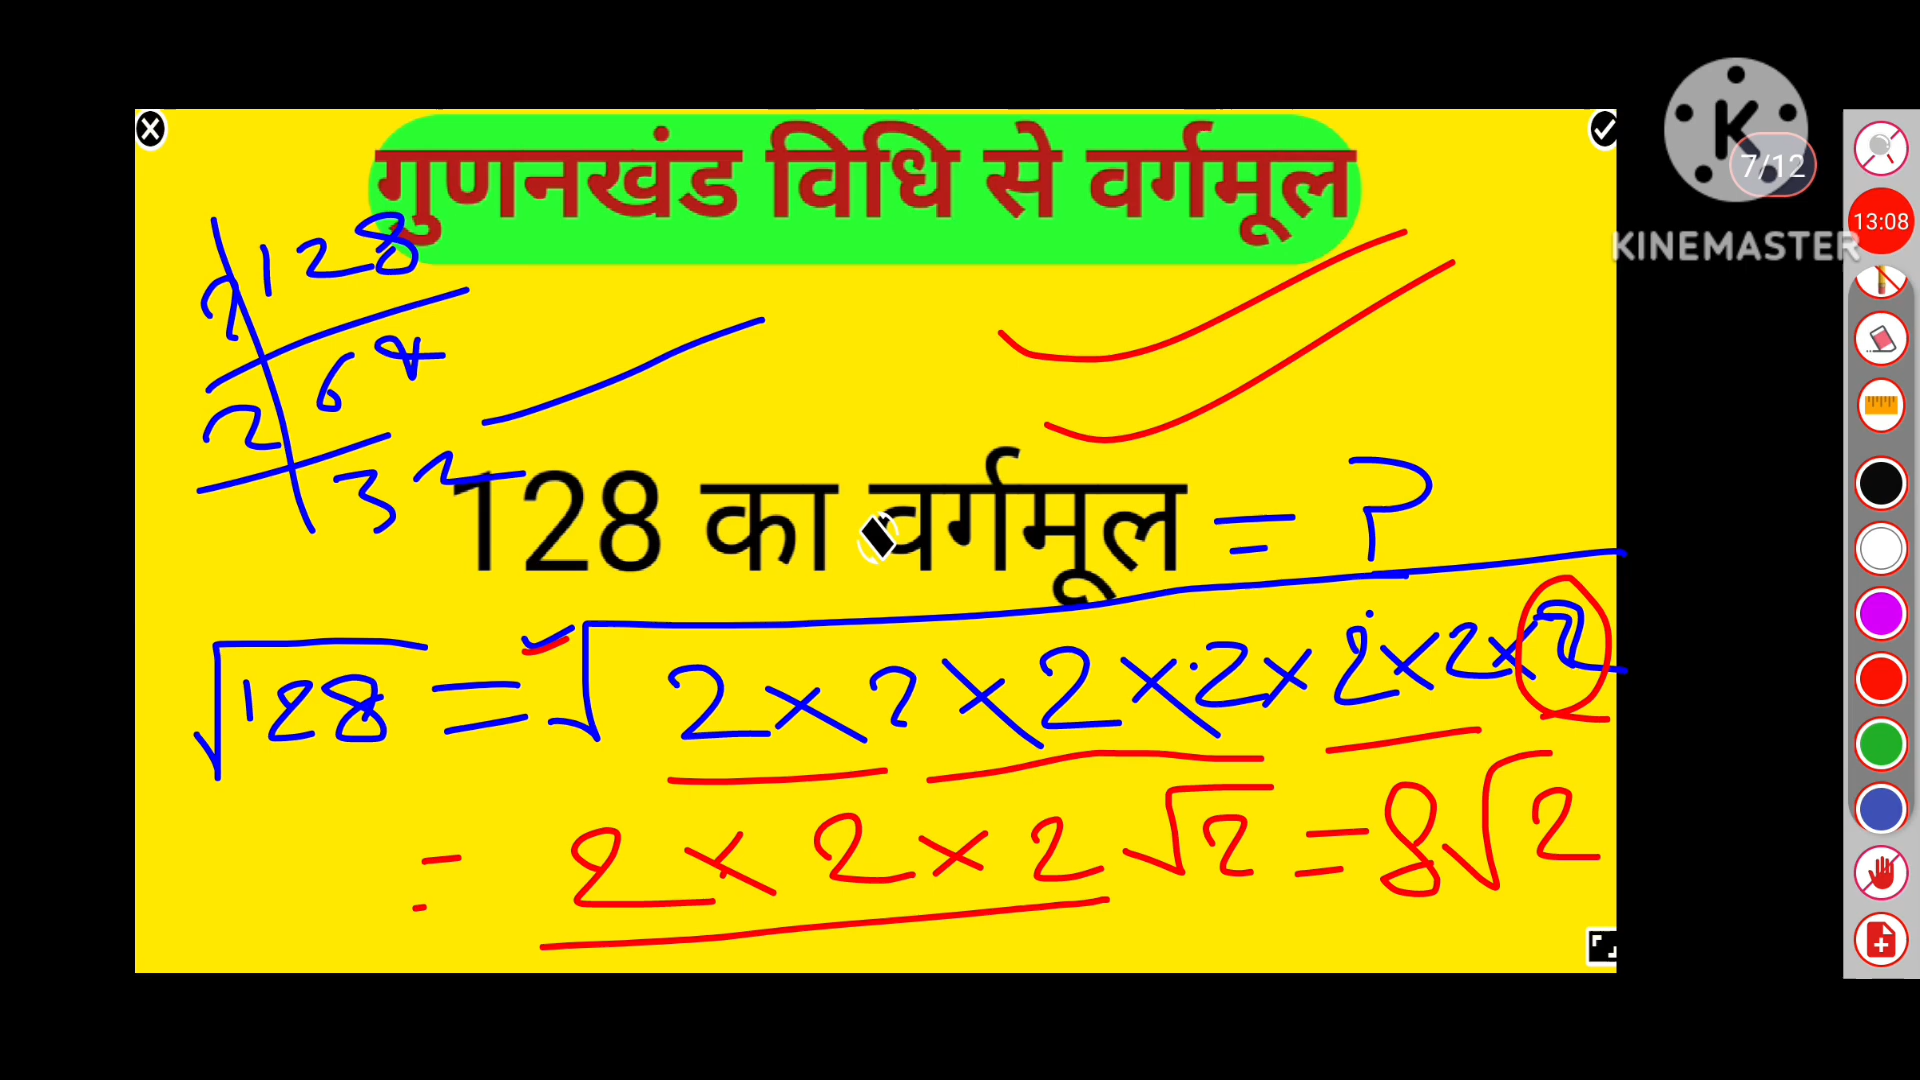 गुणनखंड विधि से वर्गमूल
2 128
2 64
32
128 का वर्गमूल = ?
√128 = √2×2×2×2×2×2×2
= 2 × 2 × 2 √2 = 8√2
7/12
KINEMASTER
13:08